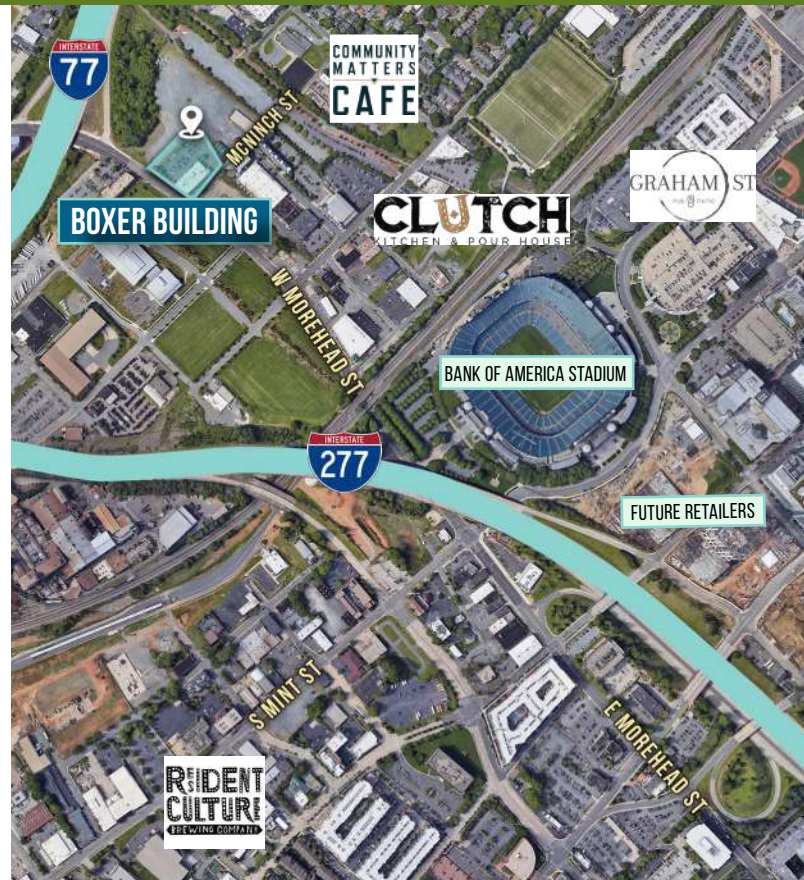 INTERSTATE
77
COMMUNITY
MATTERS
CAFE
MCNINCH ST
GRAHAM ST
PUB & PATIO
BOXER BUILDING
CLUTCH
KITCHEN & POUR HOUSE
W MOREHEAD ST
BANK OF AMERICA STADIUM
INTERSTATE
277
FUTURE RETAILERS
S MINT ST
E MOREHEAD ST
RESIDENT
CULTURE
BREWING COMPANY